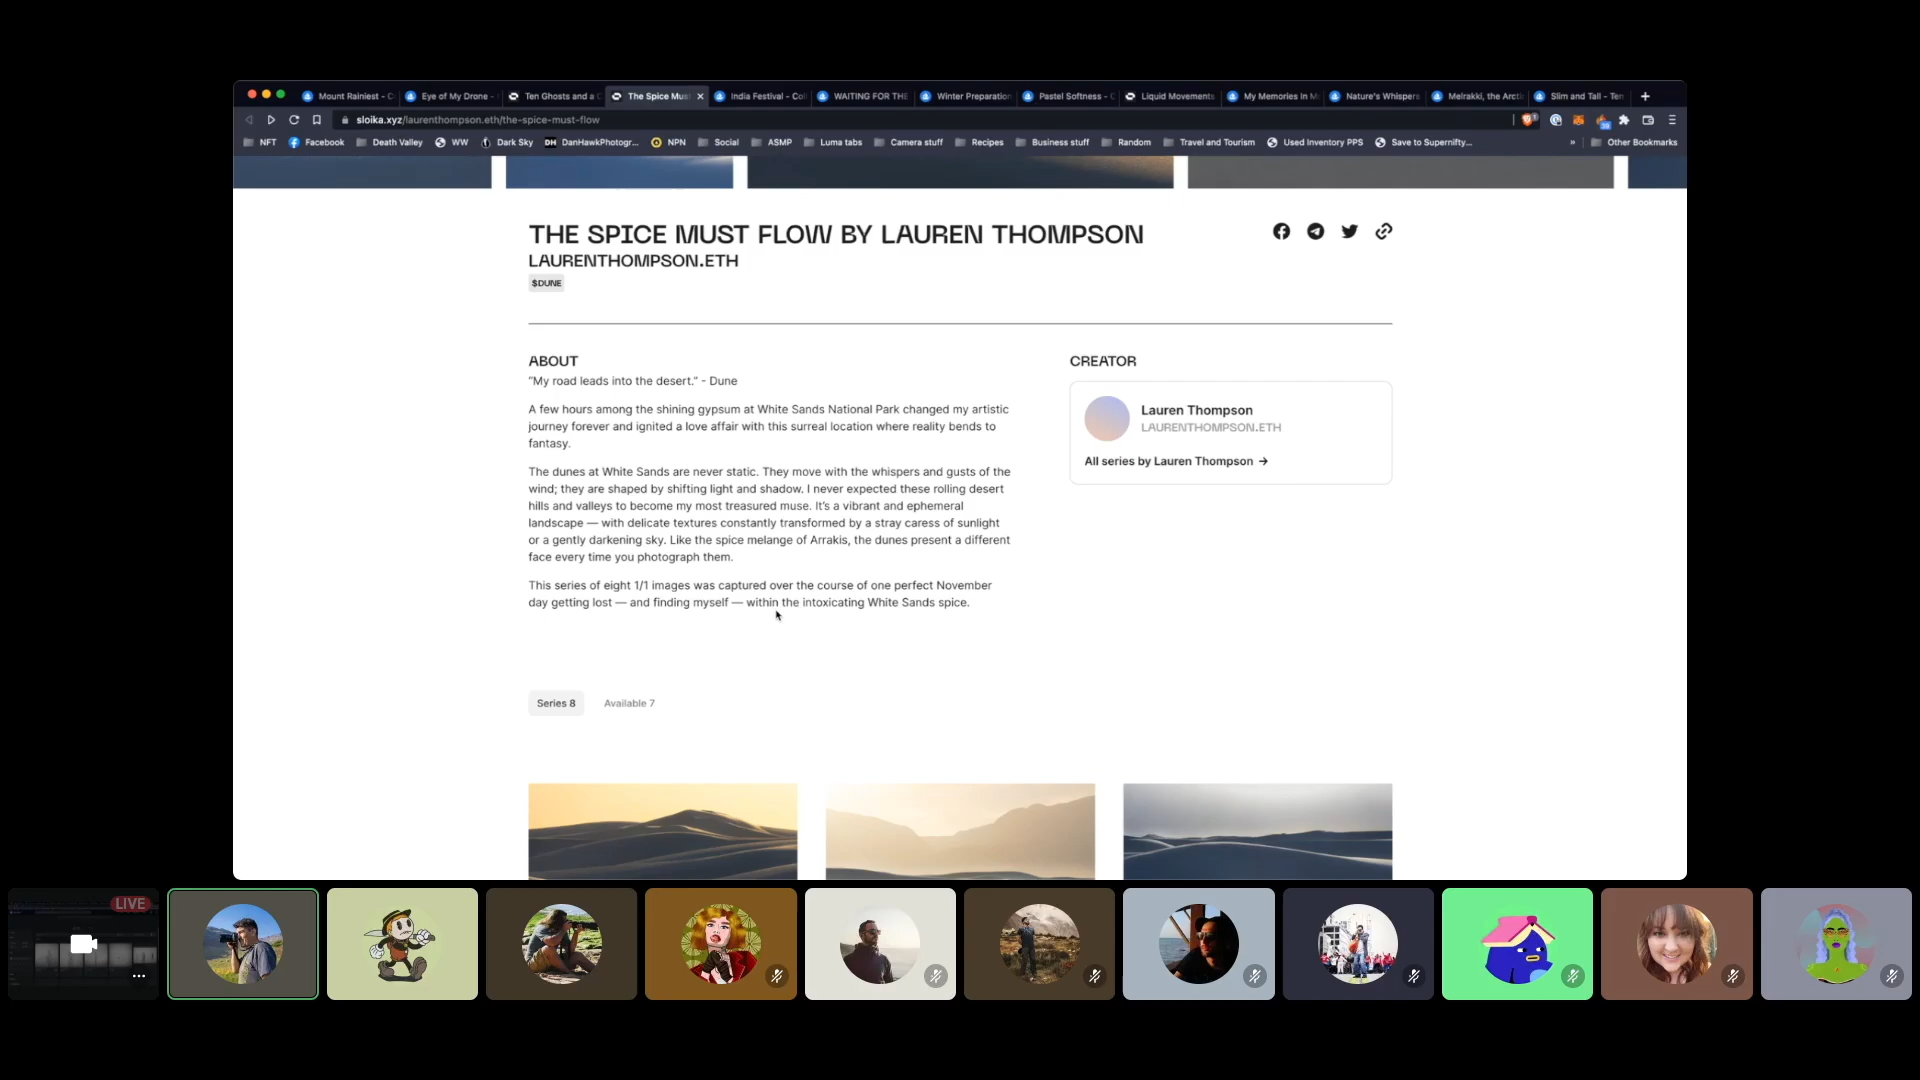 Mount Rainiest - C
Eye of My Drone -
Ten Ghosts and a C
The Spice Mus
India Festival - Col
WAITING FOR THE
Winter Preparation
Pastel Softness - C
Liquid Movements
My Memories In M
Nature's Whispers
Melrakki, the Arcti
Slim and Tall - Ten
sloika.xyz/laurenthompson.eth/the-spice-must-flow
NFT
Facebook
Death Valley
WW
Dark Sky
DH DanHawkPhotogr...
NPN
Social
ASMP
Luma tabs
Camera stuff
Recipes
Business stuff
Random
Travel and Tourism
Used Inventory PPS
Save to Supernifty...
»
Other Bookmarks
THE SPICE MUST FLOW BY LAUREN THOMPSON
LAURENTHOMPSON.ETH
$DUNE
ABOUT
“My road leads into the desert.” - Dune
A few hours among the shining gypsum at White Sands National Park changed my artistic
journey forever and ignited a love affair with this surreal location where reality bends to
fantasy.
The dunes at White Sands are never static. They move with the whispers and gusts of the
wind; they are shaped by shifting light and shadow. I never expected these rolling desert
hills and valleys to become my most treasured muse. It’s a vibrant and ephemeral
landscape — with delicate textures constantly transformed by a stray caress of sunlight
or a gently darkening sky. Like the spice melange of Arrakis, the dunes present a different
face every time you photograph them.
This series of eight 1/1 images was captured over the course of one perfect November
day getting lost — and finding myself — within the intoxicating White Sands spice.
CREATOR
Lauren Thompson
LAURENTHOMPSON.ETH
All series by Lauren Thompson →
Series 8
Available 7
LIVE